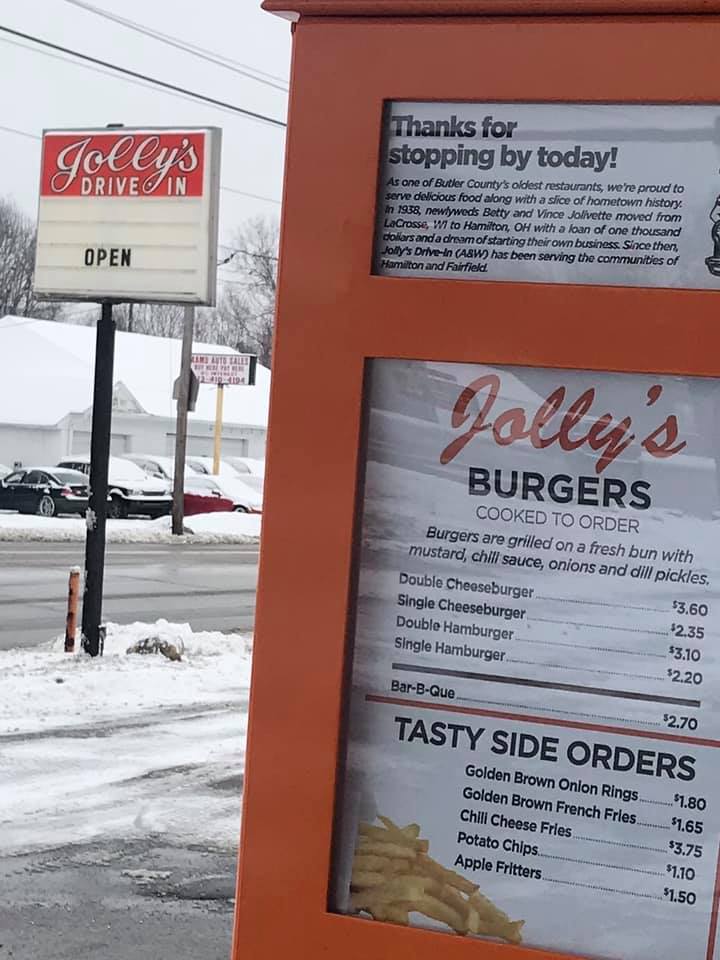 Jolly's
DRIVE IN
OPEN
KAMS AUTO SALES
BUY HERE PAY HERE
Thanks for
stopping by today!
As one of Butler County's oldest restaurants, we're proud to
serve delicious food along with a slice of hometown history.
In 1938, newlyweds Betty and Vince Jolivette moved from
LaCrosse, WI to Hamilton, OH with a loan of one thousand
dollars and a dream of starting their own business. Since then,
Jolly's Drive-In (A&W) has been serving the communities of
Hamilton and Fairfield.
Jolly's
BURGERS
COOKED TO ORDER
Burgers are grilled on a fresh bun with
mustard, chili sauce, onions and dill pickles.
Double Cheeseburger $3.60
Single Cheeseburger $2.35
Double Hamburger $3.10
Single Hamburger $2.20
Bar-B-Que $2.70
TASTY SIDE ORDERS
Golden Brown Onion Rings $1.80
Golden Brown French Fries $1.65
Chili Cheese Fries $3.75
Potato Chips $1.10
Apple Fritters $1.50